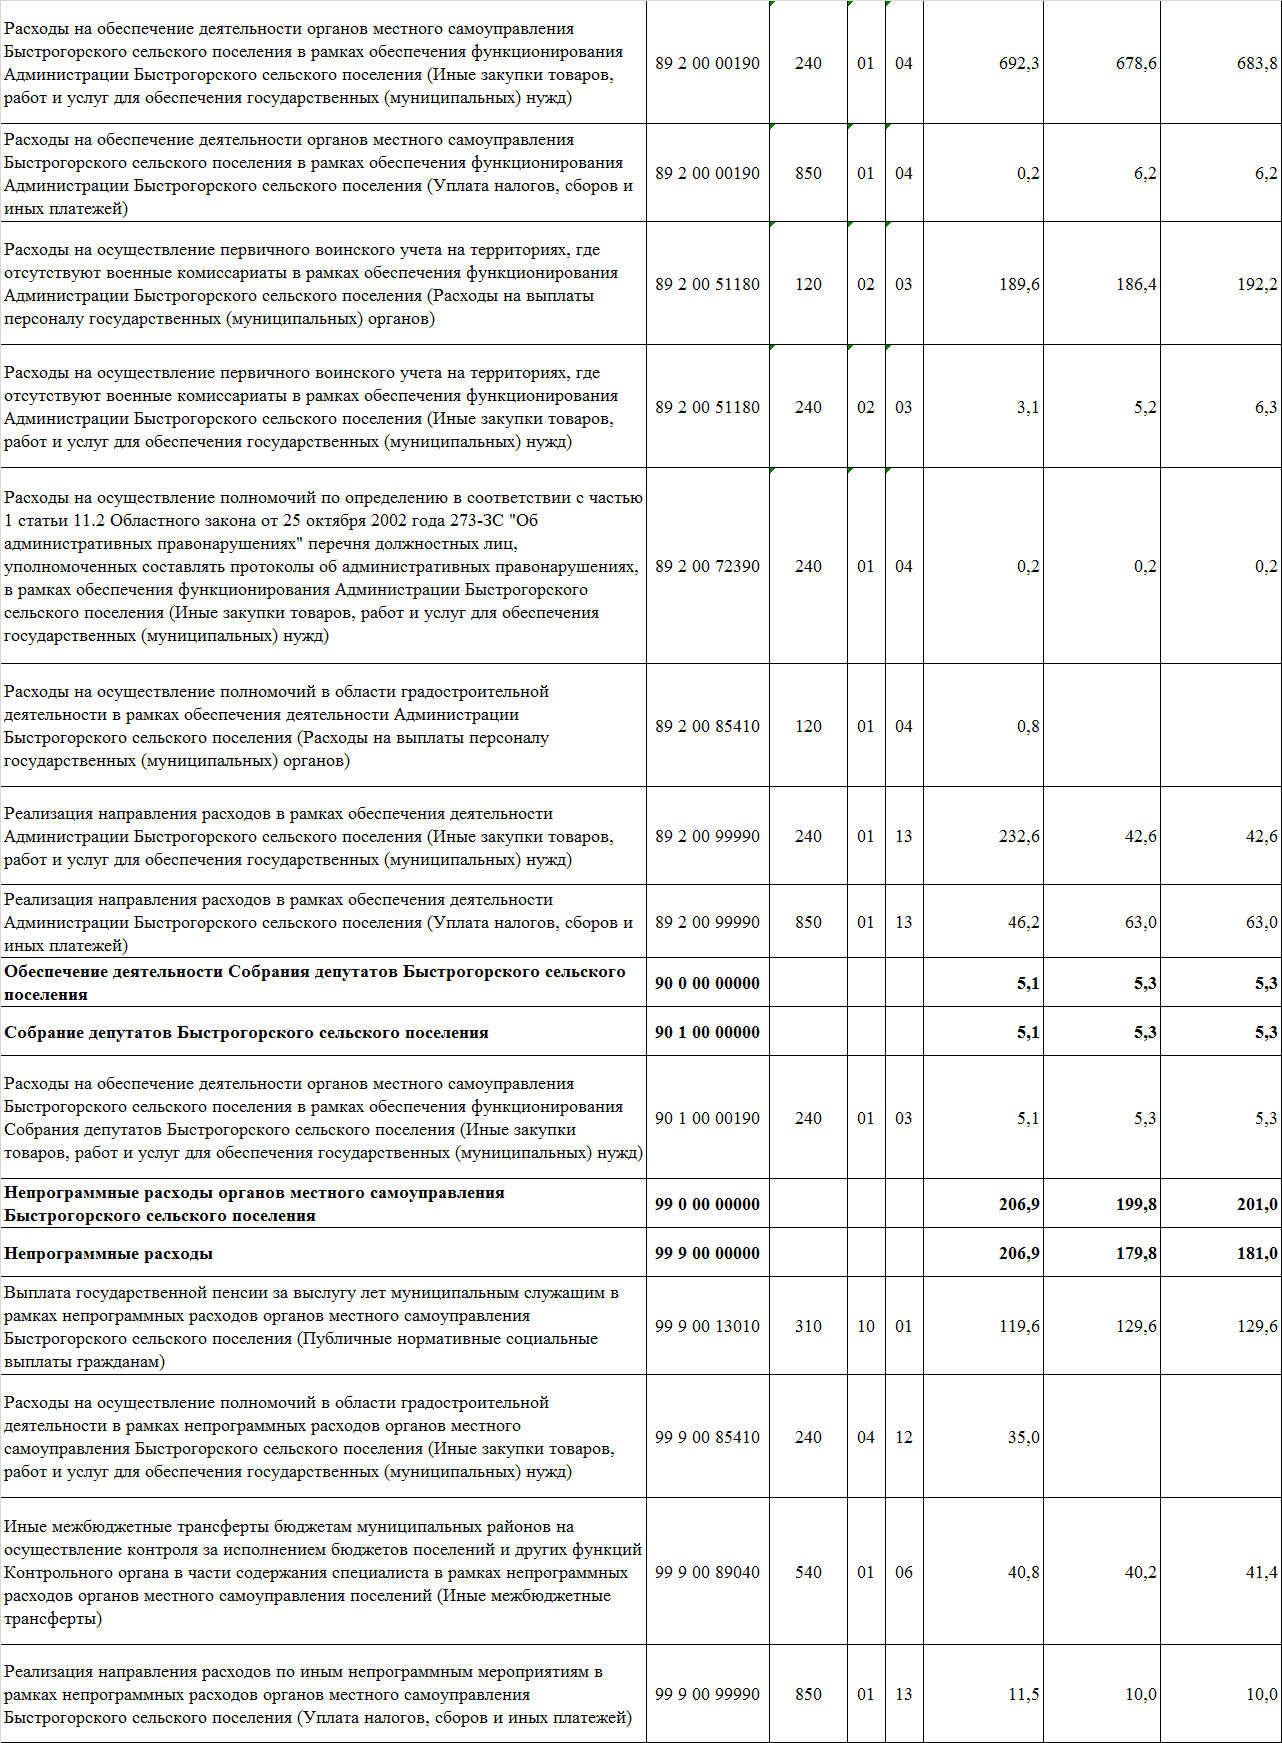 Расходы на обеспечение деятельности органов местного самоуправления
Быстрогорского сельского поселения в рамках обеспечения функционирования
Администрации Быстрогорского сельского поселения (Иные закупки товаров,
работ и услуг для обеспечения государственных (муниципальных) нужд)
89 2 00 00190 240 01 04 692,3 678,6 683,8
Расходы на обеспечение деятельности органов местного самоуправления
Быстрогорского сельского поселения в рамках обеспечения функционирования
Администрации Быстрогорского сельского поселения (Уплата налогов, сборов и
иных платежей)
89 2 00 00190 850 01 04 0,2 6,2 6,2
Расходы на осуществление первичного воинского учета на территориях, где
отсутствуют военные комиссариаты в рамках обеспечения функционирования
Администрации Быстрогорского сельского поселения (Расходы на выплаты
персоналу государственных (муниципальных) органов)
89 2 00 51180 120 02 03 189,6 186,4 192,2
Расходы на осуществление первичного воинского учета на территориях, где
отсутствуют военные комиссариаты в рамках обеспечения функционирования
Администрации Быстрогорского сельского поселения (Иные закупки товаров,
работ и услуг для обеспечения государственных (муниципальных) нужд)
89 2 00 51180 240 02 03 3,1 5,2 6,3
Расходы на осуществление полномочий по определению в соответствии с частью
1 статьи 11.2 Областного закона от 25 октября 2002 года 273-ЗС "Об
административных правонарушениях" перечня должностных лиц,
уполномоченных составлять протоколы об административных правонарушениях,
в рамках обеспечения функционирования Администрации Быстрогорского
сельского поселения (Иные закупки товаров, работ и услуг для обеспечения
государственных (муниципальных) нужд)
89 2 00 72390 240 01 04 0,2 0,2 0,2
Расходы на осуществление полномочий в области градостроительной
деятельности в рамках обеспечения деятельности Администрации
Быстрогорского сельского поселения (Расходы на выплаты персоналу
государственных (муниципальных) органов)
89 2 00 85410 120 01 04 0,8
Реализация направления расходов в рамках обеспечения деятельности
Администрации Быстрогорского сельского поселения (Иные закупки товаров,
работ и услуг для обеспечения государственных (муниципальных) нужд)
89 2 00 99990 240 01 13 232,6 42,6 42,6
Реализация направления расходов в рамках обеспечения деятельности
Администрации Быстрогорского сельского поселения (Уплата налогов, сборов и
иных платежей)
89 2 00 99990 850 01 13 46,2 63,0 63,0
Обеспечение деятельности Собрания депутатов Быстрогорского сельского
поселения
90 0 00 00000 5,1 5,3 5,3
Собрание депутатов Быстрогорского сельского поселения
90 1 00 00000 5,1 5,3 5,3
Расходы на обеспечение деятельности органов местного самоуправления
Быстрогорского сельского поселения в рамках обеспечения функционирования
Собрания депутатов Быстрогорского сельского поселения (Иные закупки
товаров, работ и услуг для обеспечения государственных (муниципальных) нужд)
90 1 00 00190 240 01 03 5,1 5,3 5,3
Непрограммные расходы органов местного самоуправления
Быстрогорского сельского поселения
99 0 00 00000 206,9 199,8 201,0
Непрограммные расходы
99 9 00 00000 206,9 179,8 181,0
Выплата государственной пенсии за выслугу лет муниципальным служащим в
рамках непрограммных расходов органов местного самоуправления
Быстрогорского сельского поселения (Публичные нормативные социальные
выплаты гражданам)
99 9 00 13010 310 10 01 119,6 129,6 129,6
Расходы на осуществление полномочий в области градостроительной
деятельности в рамках непрограммных расходов органов местного
самоуправления Быстрогорского сельского поселения (Иные закупки товаров,
работ и услуг для обеспечения государственных (муниципальных) нужд)
99 9 00 85410 240 04 12 35,0
Иные межбюджетные трансферты бюджетам муниципальных районов на
осуществление контроля за исполнением бюджетов поселений и других функций
Контрольного органа в части содержания специалиста в рамках непрограммных
расходов органов местного самоуправления поселений (Иные межбюджетные
трансферты)
99 9 00 89040 540 01 06 40,8 40,2 41,4
Реализация направления расходов по иным непрограммным мероприятиям в
рамках непрограммных расходов органов местного самоуправления
Быстрогорского сельского поселения (Уплата налогов, сборов и иных платежей)
99 9 00 99990 850 01 13 11,5 10,0 10,0